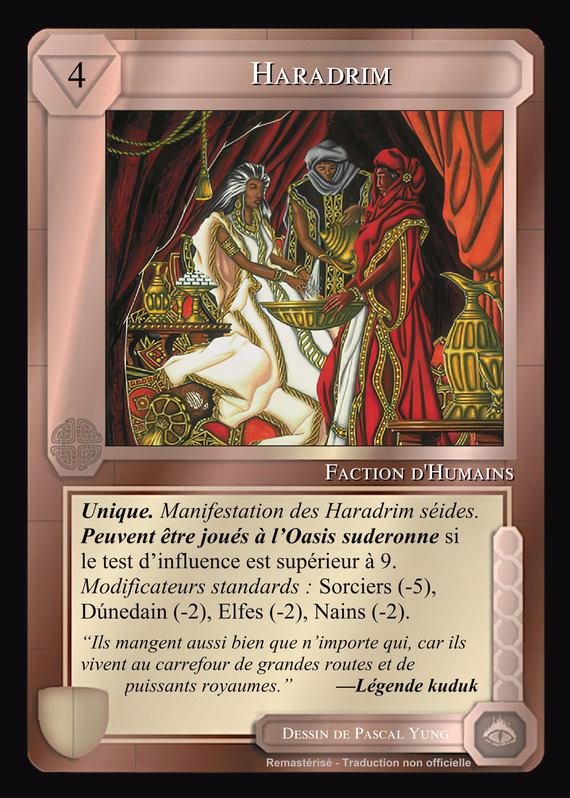 4
Haradrim
Faction d'Humains
Unique. Manifestation des Haradrim séides.
Peuvent être joués à l’Oasis suderonne si
le test d’influence est supérieur à 9.
Modificateurs standards : Sorciers (-5),
Dúnedain (-2), Elfes (-2), Nains (-2).
“Ils mangent aussi bien que n’importe qui, car ils
vivent au carrefour de grandes routes et de
puissants royaumes.” —Légende kuduk
Dessin de Pascal Yung
Remastérisé - Traduction non officielle